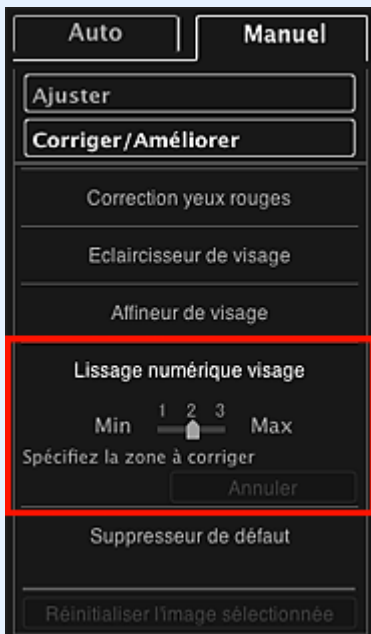 Auto Manuel
Ajuster
Corriger/Améliorer
Correction yeux rouges
Eclaircisseur de visage
Affineur de visage
Lissage numérique visage
1 2 3
Min Max
Spécifiez la zone à corriger
Annuler
Suppresseur de défaut
Réinitialiser l'image sélectionnée